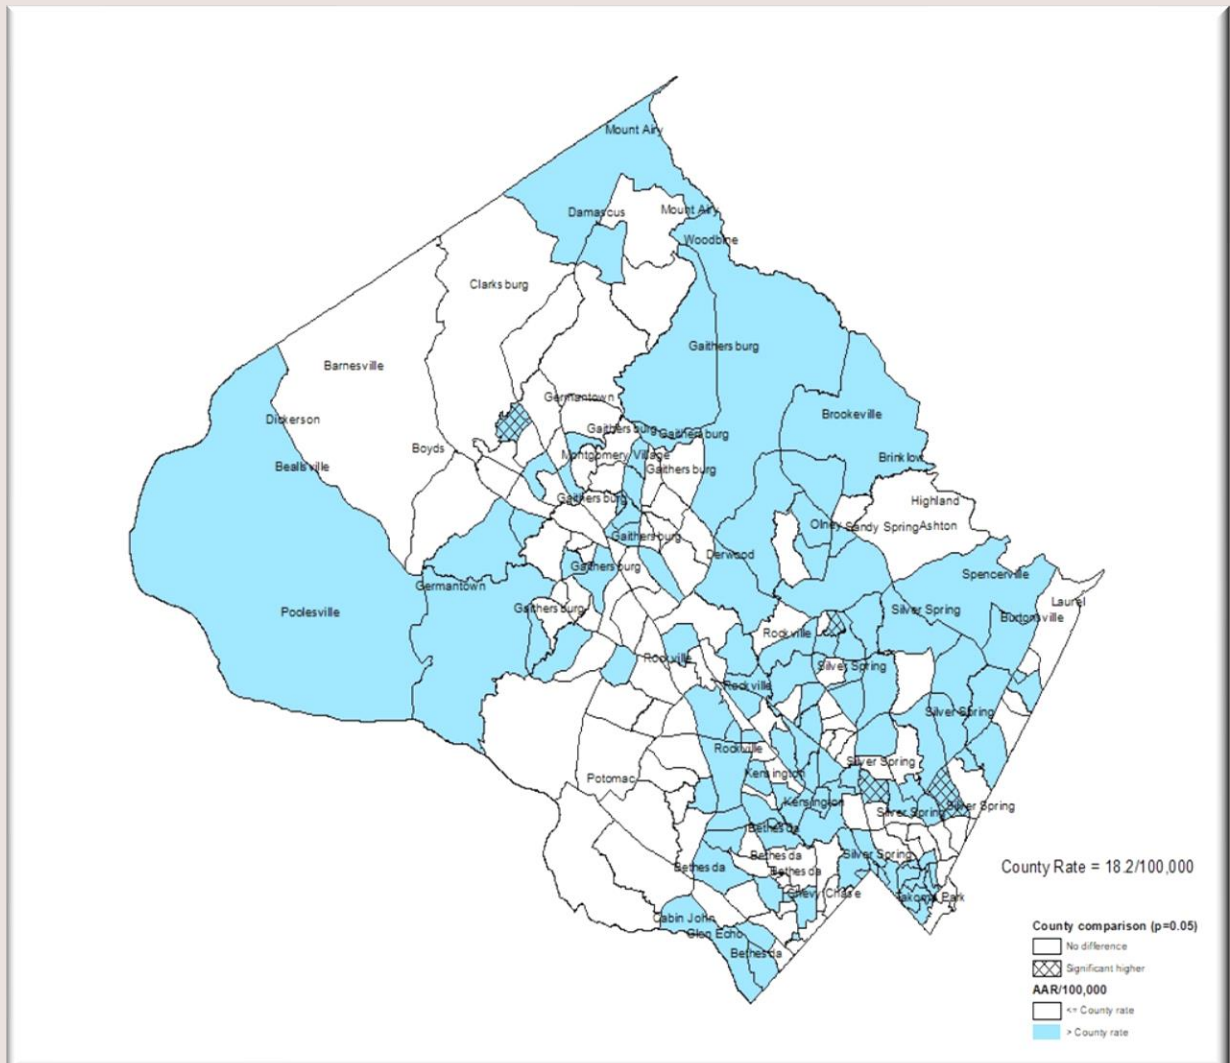 Mount Airy
Damascus
Mount Airy
Woodbine
Clarksburg
Gaithersburg
Barnesville
Germantown
Dickerson
Brookeville
Gaithersburg
Gaithersburg
Boyds
Montgomery Village
Brinklow
Beallsville
Gaithersburg
Gaithersburg
Highland
Olney
Sandy Spring
Ashton
Gaithersburg
Derwood
Gaithersburg
Spencerville
Germantown
Laurel
Poolesville
Gaithersburg
Silver Spring
Burtonsville
Rockville
Rockville
Silver Spring
Rockville
Silver Spring
Rockville
Silver Spring
Kensington
Potomac
Kensington
Silver Spring
Silver Spring
Bethesda
Bethesda
Silver Spring
Bethesda
Bethesda
Chevy Chase
Takoma Park
Cabin John
Glen Echo
Bethesda
County Rate = 18.2/100,000
County comparison (p=0.05)
No difference
Significant higher
AAR/100,000
<= County rate
> County rate